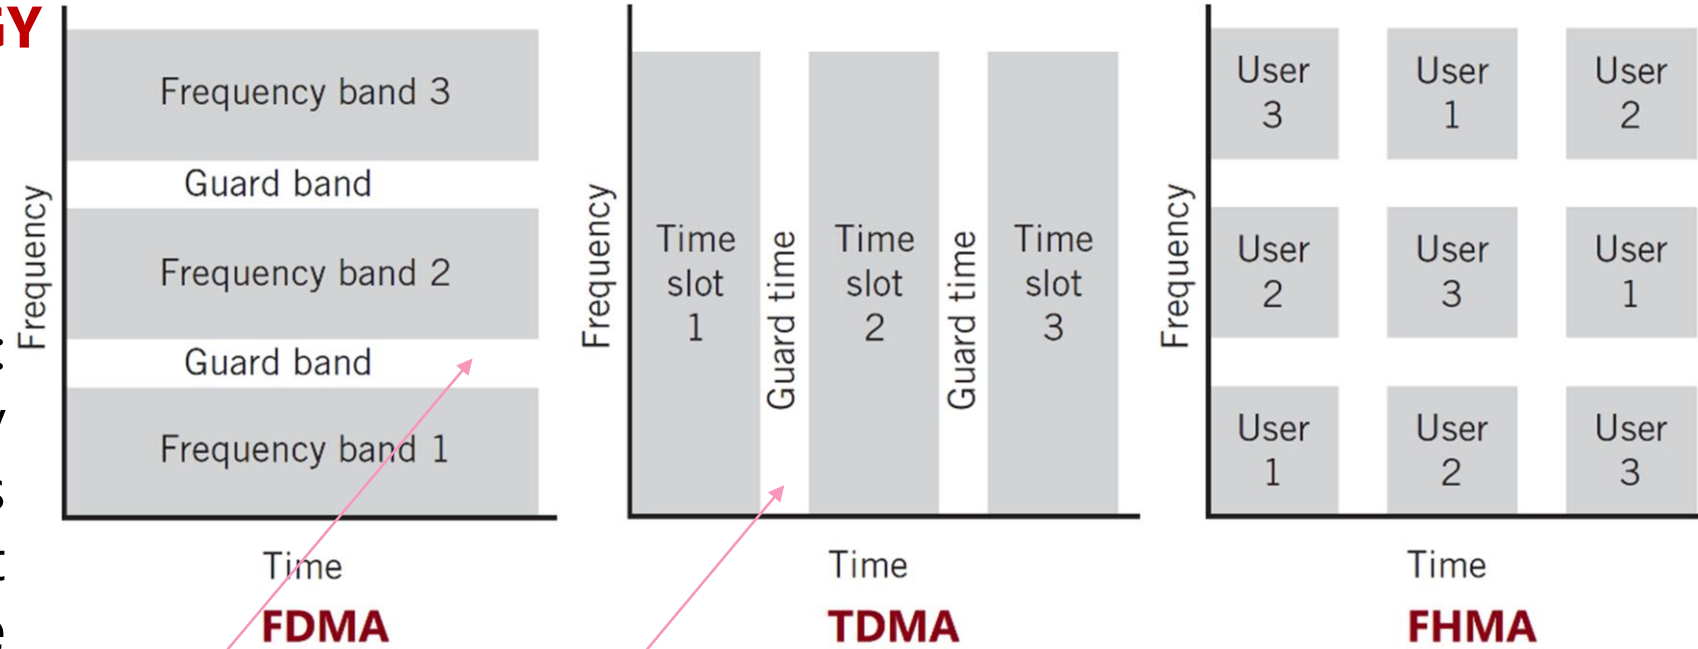 GY
Frequency
Frequency band 3
Guard band
Frequency band 2
Guard band
Frequency band 1
Time
FDMA
Frequency
Time
slot
1
Guard time
Time
slot
2
Guard time
Time
slot
3
Time
TDMA
Frequency
User
3
User
1
User
2
User
2
User
3
User
1
User
1
User
2
User
3
Time
FHMA
:
y
s
t
e